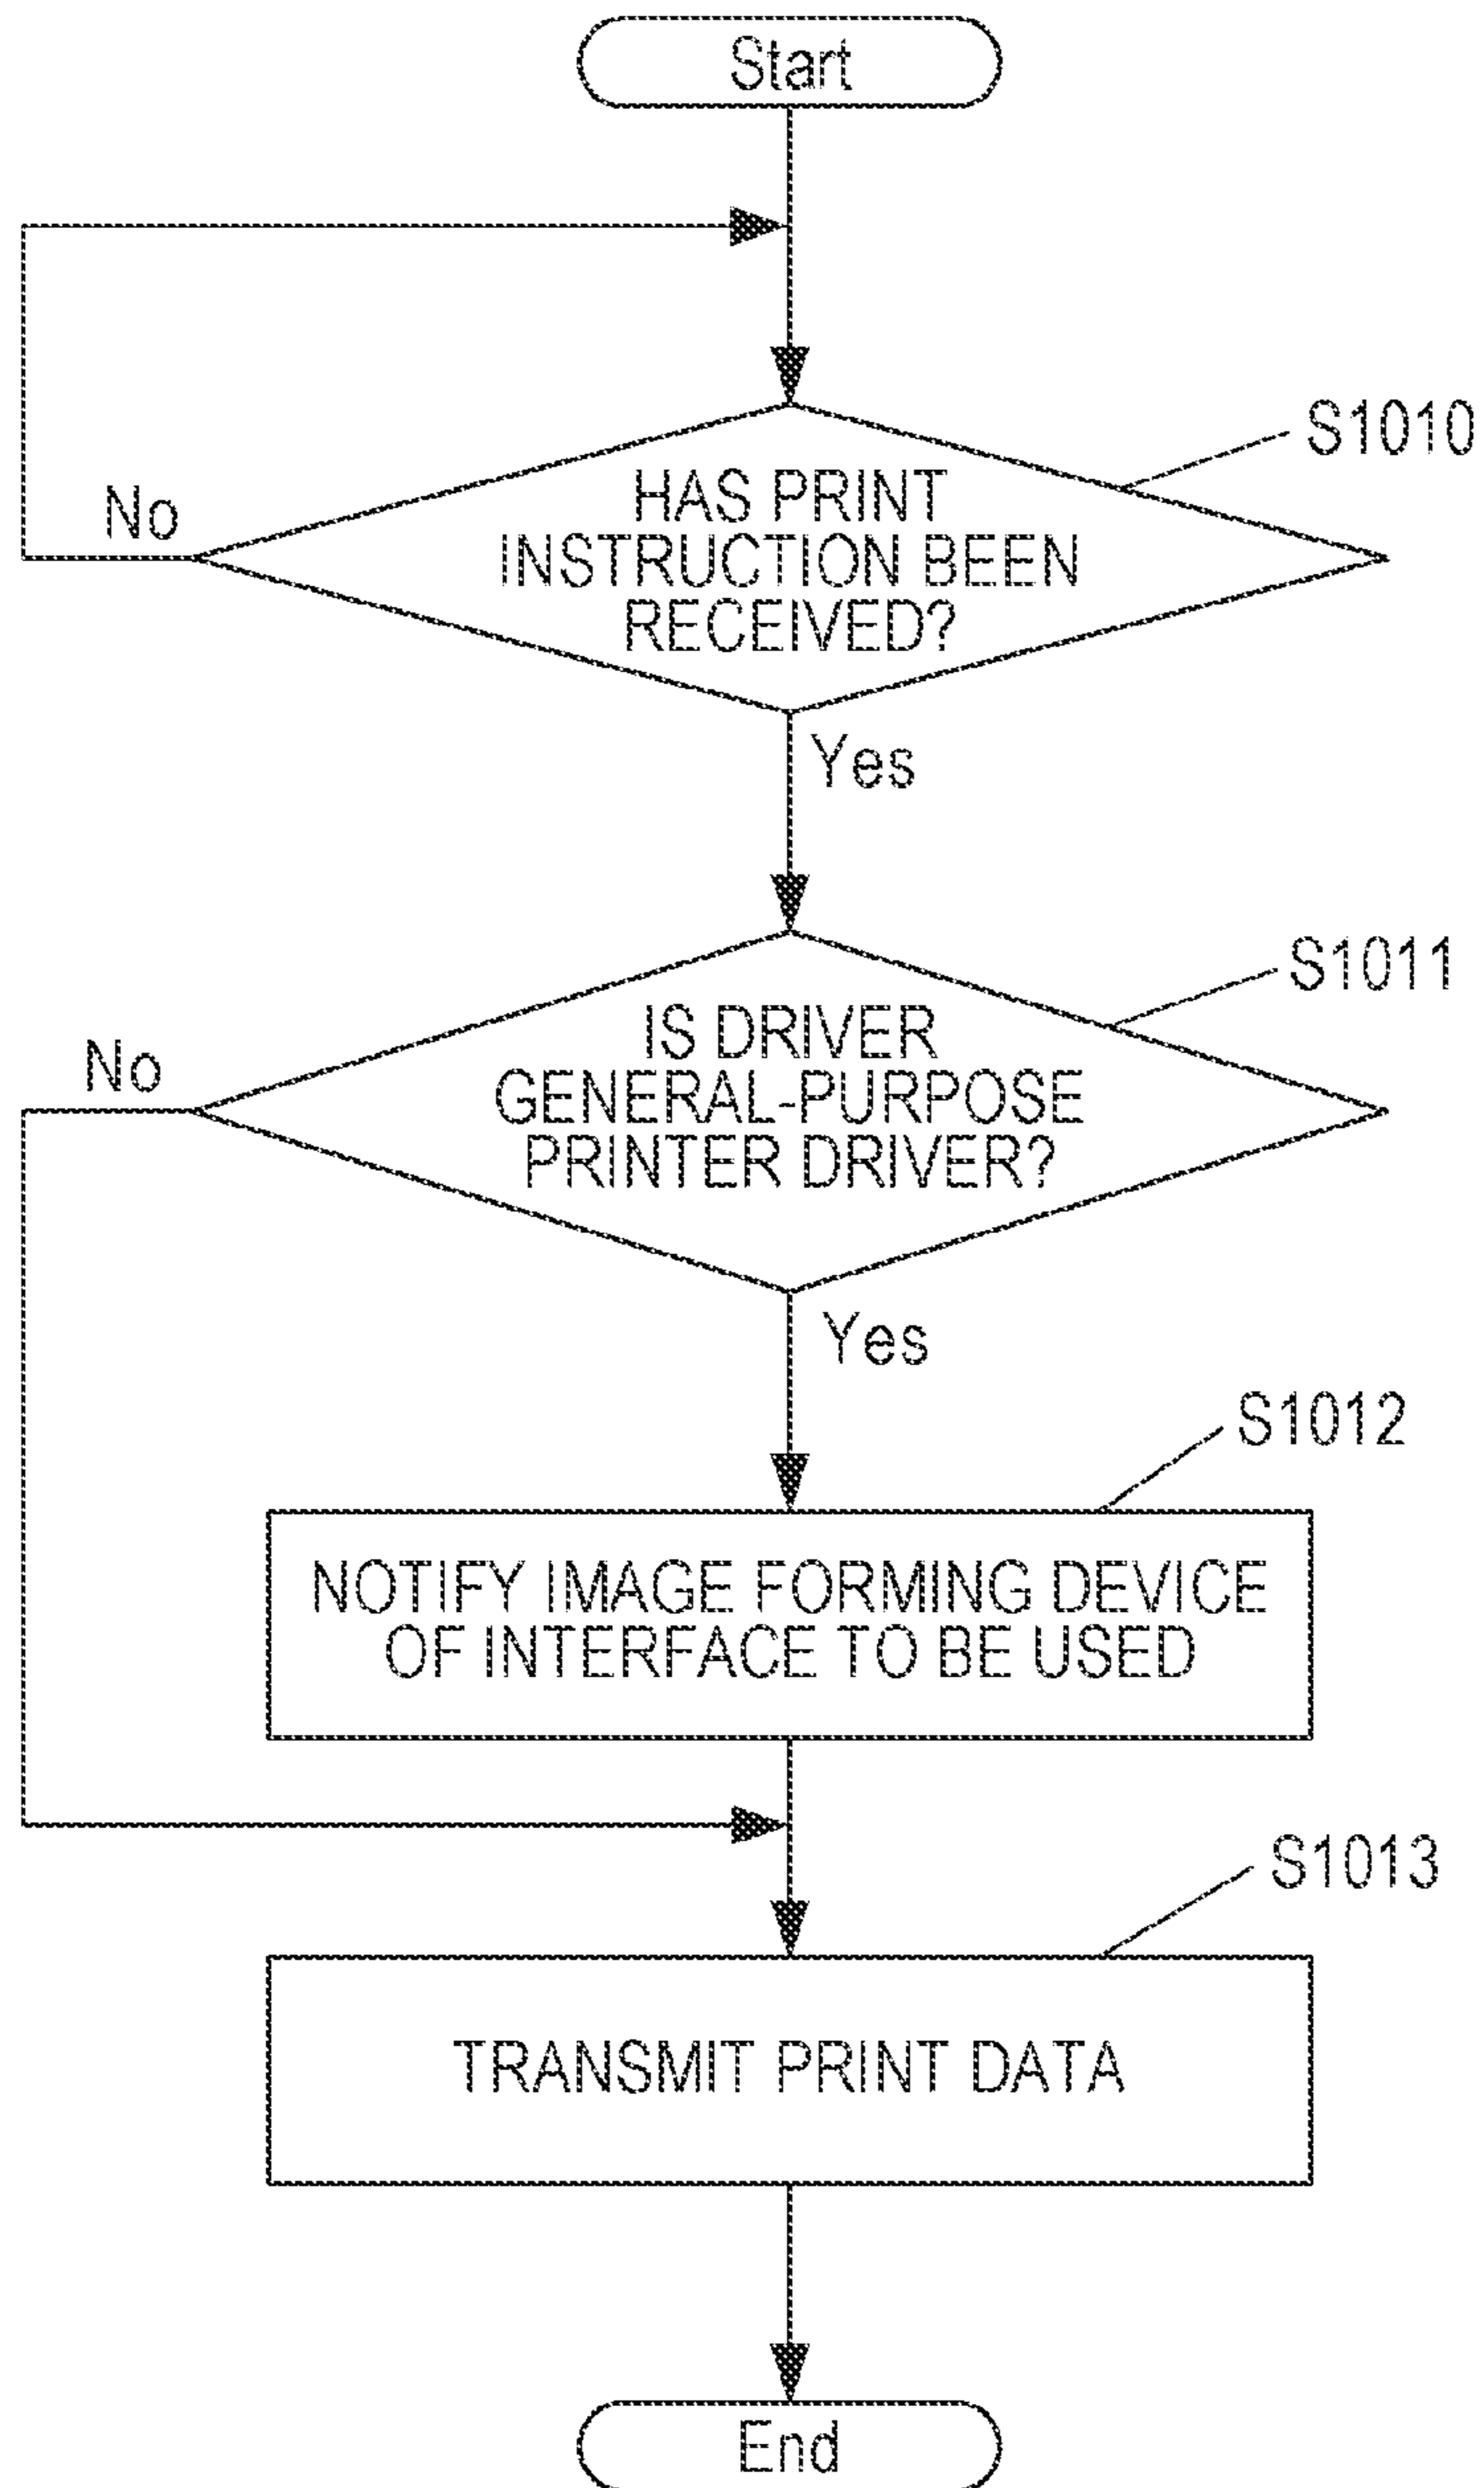 Start
S1010
HAS PRINT
INSTRUCTION BEEN
RECEIVED?
No
Yes
S1011
IS DRIVER
GENERAL-PURPOSE
PRINTER DRIVER?
No
Yes
S1012
NOTIFY IMAGE FORMING DEVICE
OF INTERFACE TO BE USED
S1013
TRANSMIT PRINT DATA
End